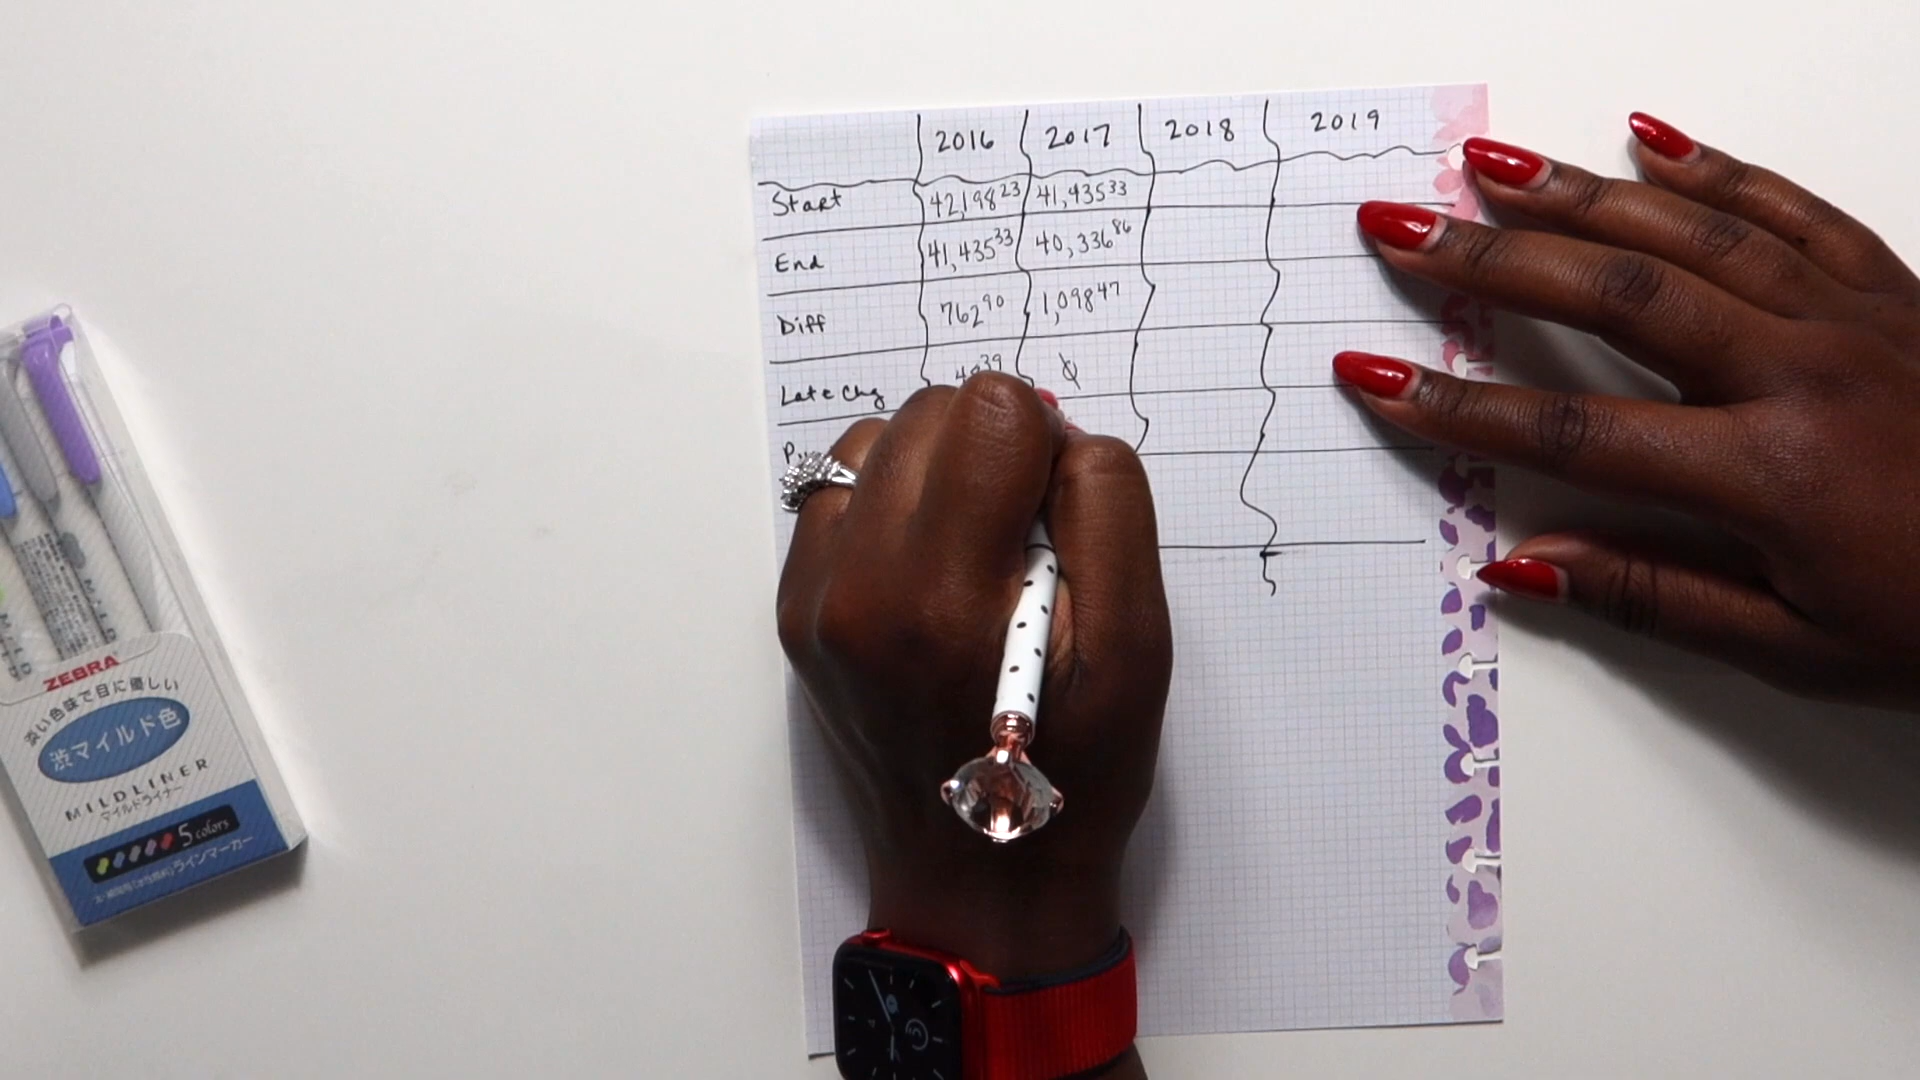 2016 2017 2018 2019
Start 42,198 23 41,435 33
End 41,435 33 40,336 86
Diff 762 90 1,098 47
Late Chg
ZEBRA
淡い色味で目に優しい
渋マイルド色
MILDLINER
マイルドライナー
5 colors
ラインマーカー